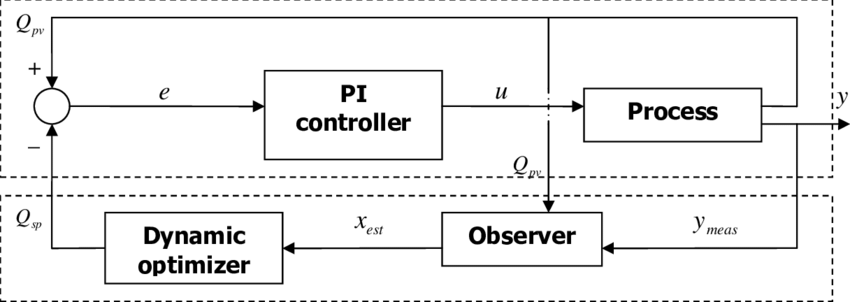 Q_pv
+
e
PI
controller
u
Process
y
−
Q_pv
Q_sp
Dynamic
optimizer
x_est
Observer
y_meas